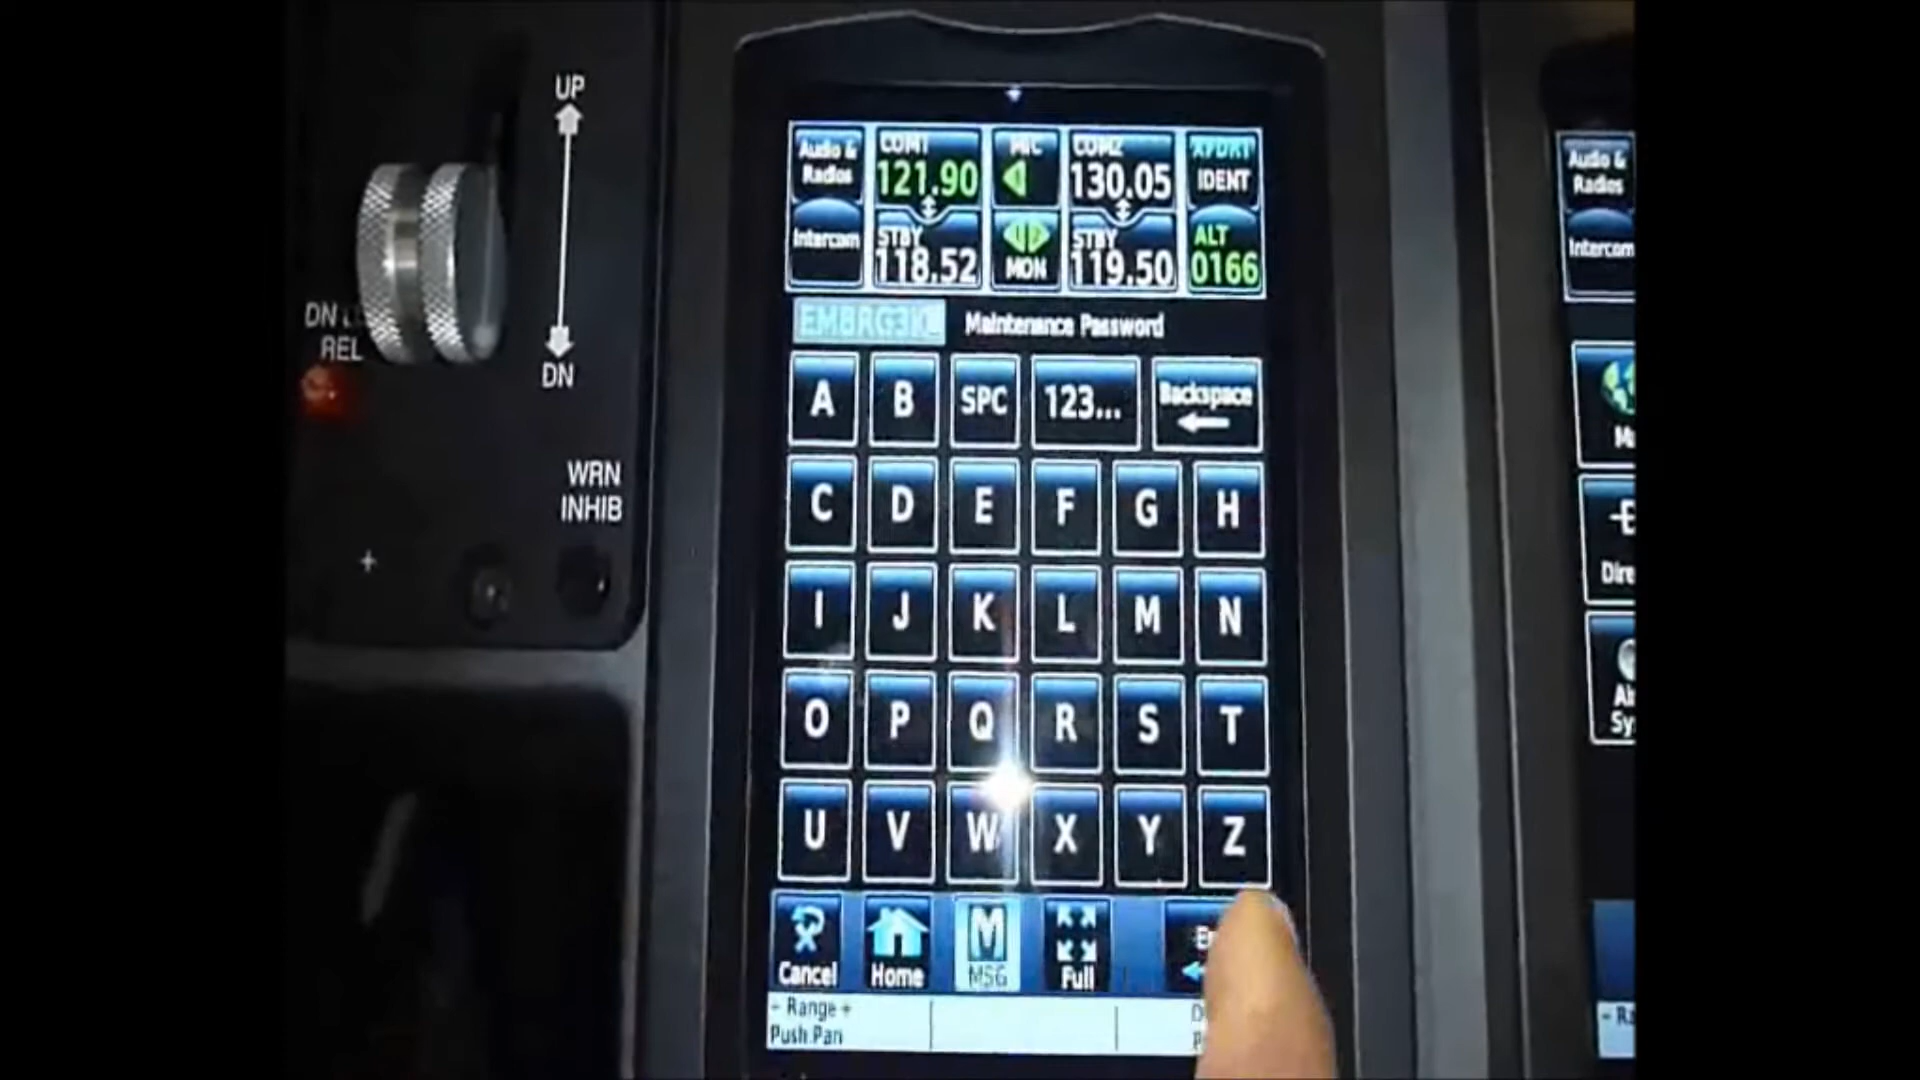 UP
DN
REL
DN
WRN
INHIB
Audio &
Radios
COM1
121.90
MIC
COM2
130.05
XPDR1
IDENT
Intercom
STBY
118.52
MON
STBY
119.50
ALT
0166
Maintenance Password
A B SPC 123... Backspace
C D E F G H
I J K L M N
O P Q R S T
U V W X Y Z
Cancel Home MSG Full
- Range +
Push Pan
Audio &
Radios
Intercom